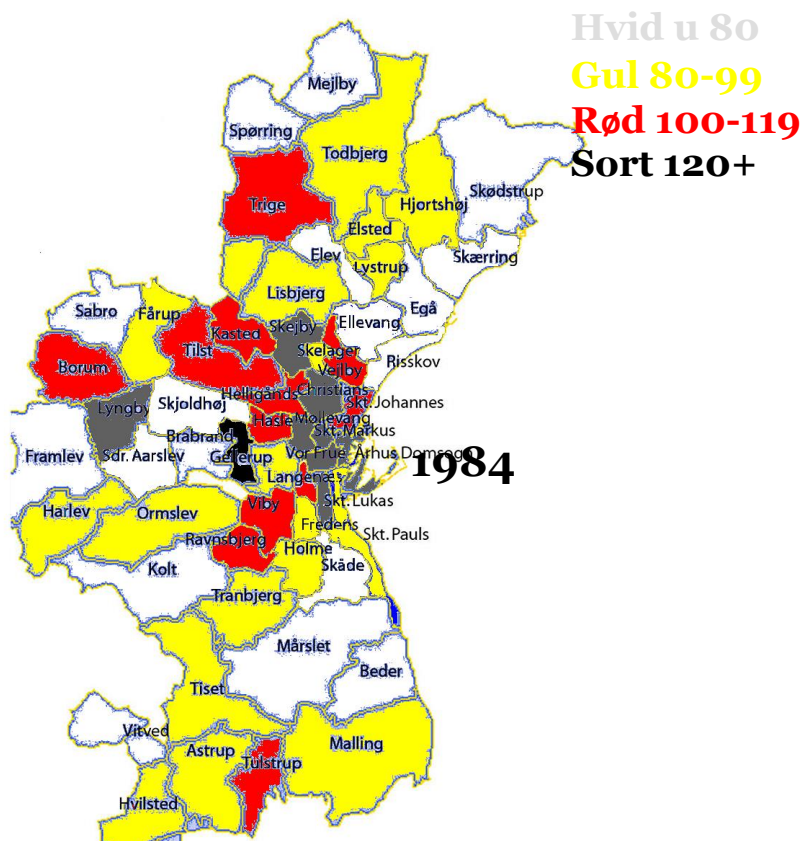 Hvid u 80
Gul 80-99
Rød 100-119
Sort 120+
Mejlby
Spørring
Todbjerg
Skødstrup
Trige
Hjortshøj
Elsted
Elev
Lystrup
Skærring
Lisbjerg
Egå
Sabro
Fårup
Ellevang
Skejby
Kasted
Tilst
Skelager
Risskov
Vejlby
Borum
Christians
Helligånds
Skt. Johannes
Lyngby
Skjoldhøj
Hasle
Møllevang
Skt. Markus
Brabrand
Framlev
Sdr. Aarslev
Gellerup
Vor Frue
Århus Domsogn
1984
Langenæs
Harlev
Ormslev
Viby
Skt. Lukas
Fredens
Skt. Pauls
Ravnsbjerg
Holme
Kolt
Skåde
Tranbjerg
Mårslet
Beder
Tiset
Vitved
Astrup
Malling
Tulstrup
Hvilsted